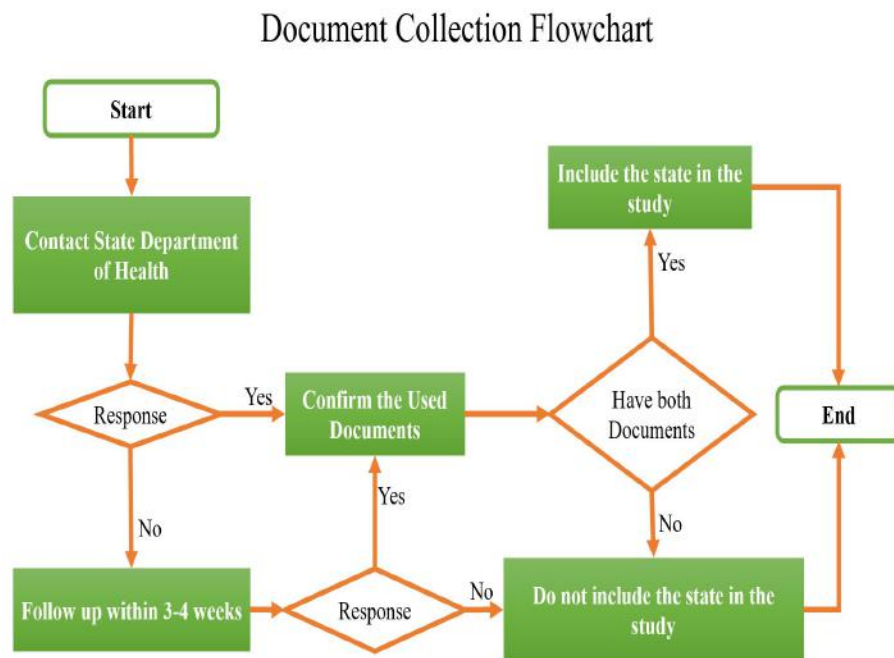 Document Collection Flowchart
Start
Contact State Department
of Health
Response
Yes
No
Follow up within 3-4 weeks
Response
Yes
No
Confirm the Used
Documents
Have both
Documents
Yes
No
Include the state in the
study
Do not include the state in the
study
End